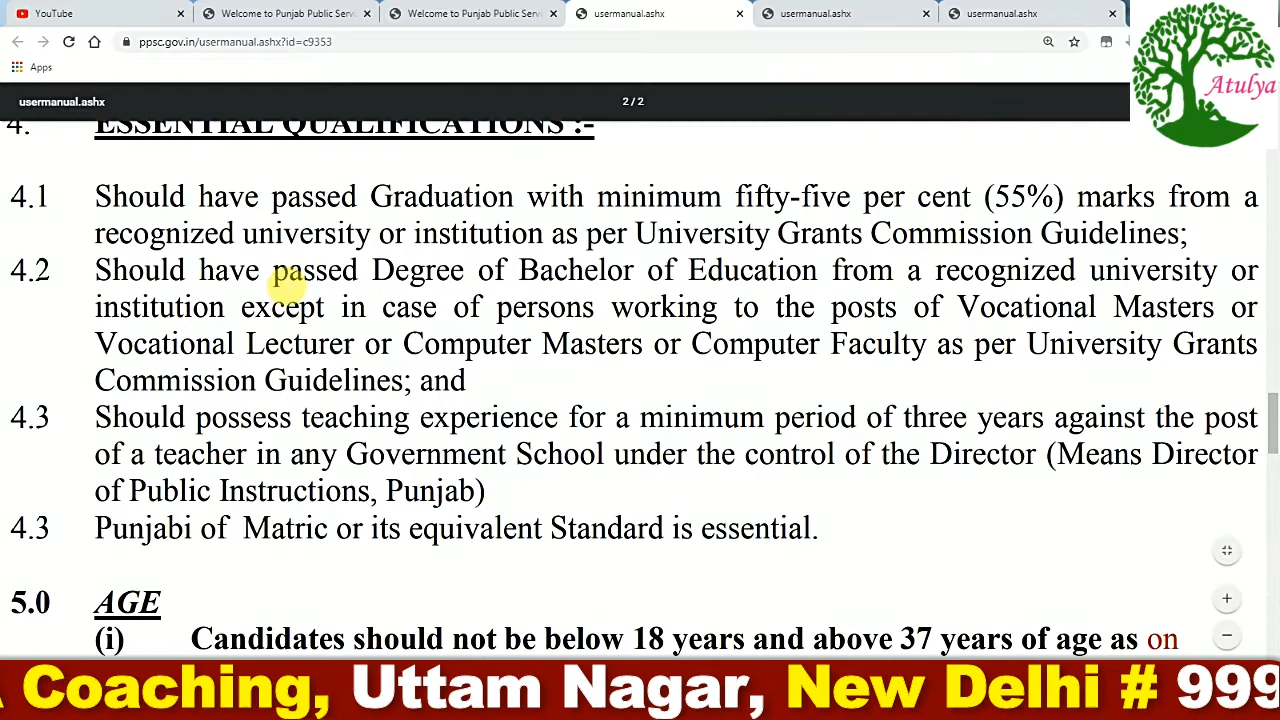 YouTube
Welcome to Punjab Public Serv
Welcome to Punjab Public Serv
usermanual.ashx
usermanual.ashx
usermanual.ashx
ppsc.gov.in/usermanual.ashx?id=c9353
Apps
Atulya
usermanual.ashx
2 / 2
4. ESSENTIAL QUALIFICATIONS :-
4.1 Should have passed Graduation with minimum fifty-five per cent (55%) marks from a
recognized university or institution as per University Grants Commission Guidelines;
4.2 Should have passed Degree of Bachelor of Education from a recognized university or
institution except in case of persons working to the posts of Vocational Masters or
Vocational Lecturer or Computer Masters or Computer Faculty as per University Grants
Commission Guidelines; and
4.3 Should possess teaching experience for a minimum period of three years against the post
of a teacher in any Government School under the control of the Director (Means Director
of Public Instructions, Punjab)
4.3 Punjabi of Matric or its equivalent Standard is essential.
5.0 AGE
(i) Candidates should not be below 18 years and above 37 years of age as on
A Coaching, Uttam Nagar, New Delhi # 999